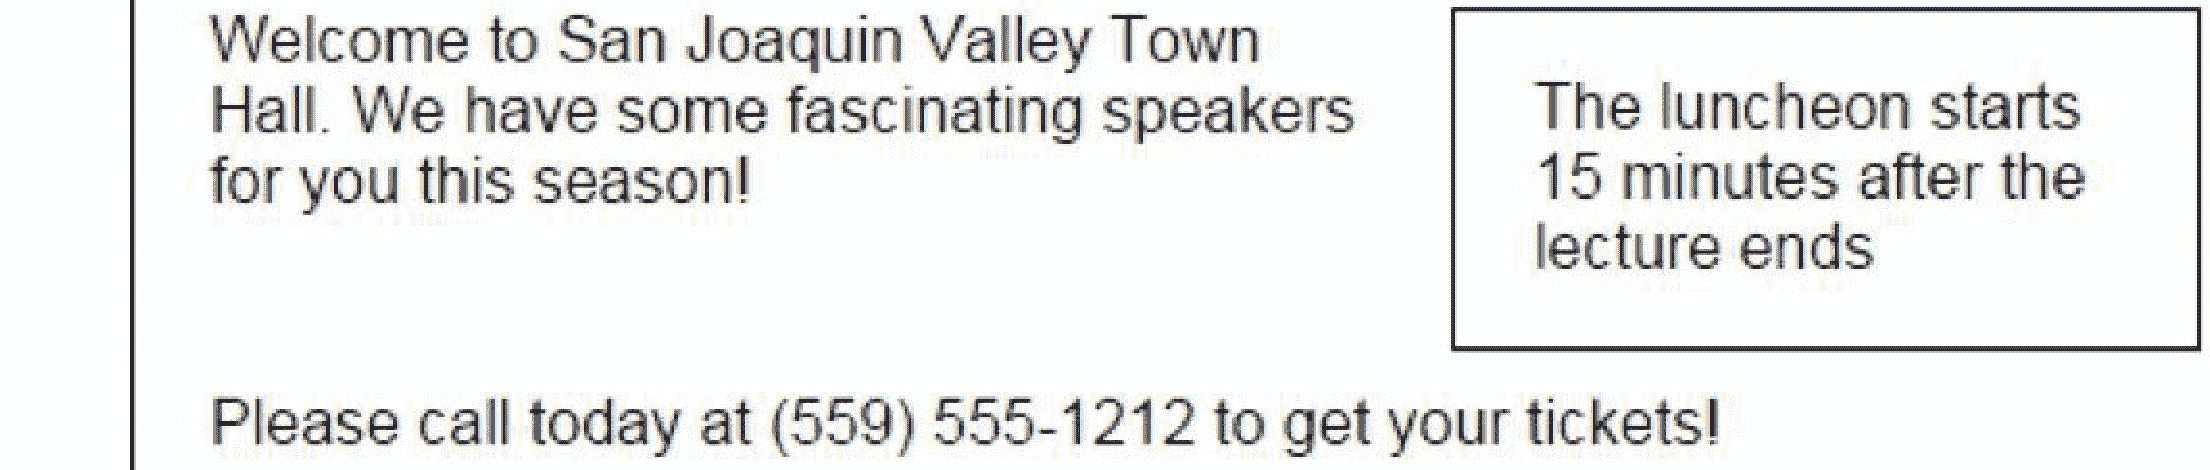 Welcome to San Joaquin Valley Town
Hall. We have some fascinating speakers
for you this season!
The luncheon starts
15 minutes after the
lecture ends
Please call today at (559) 555-1212 to get your tickets!